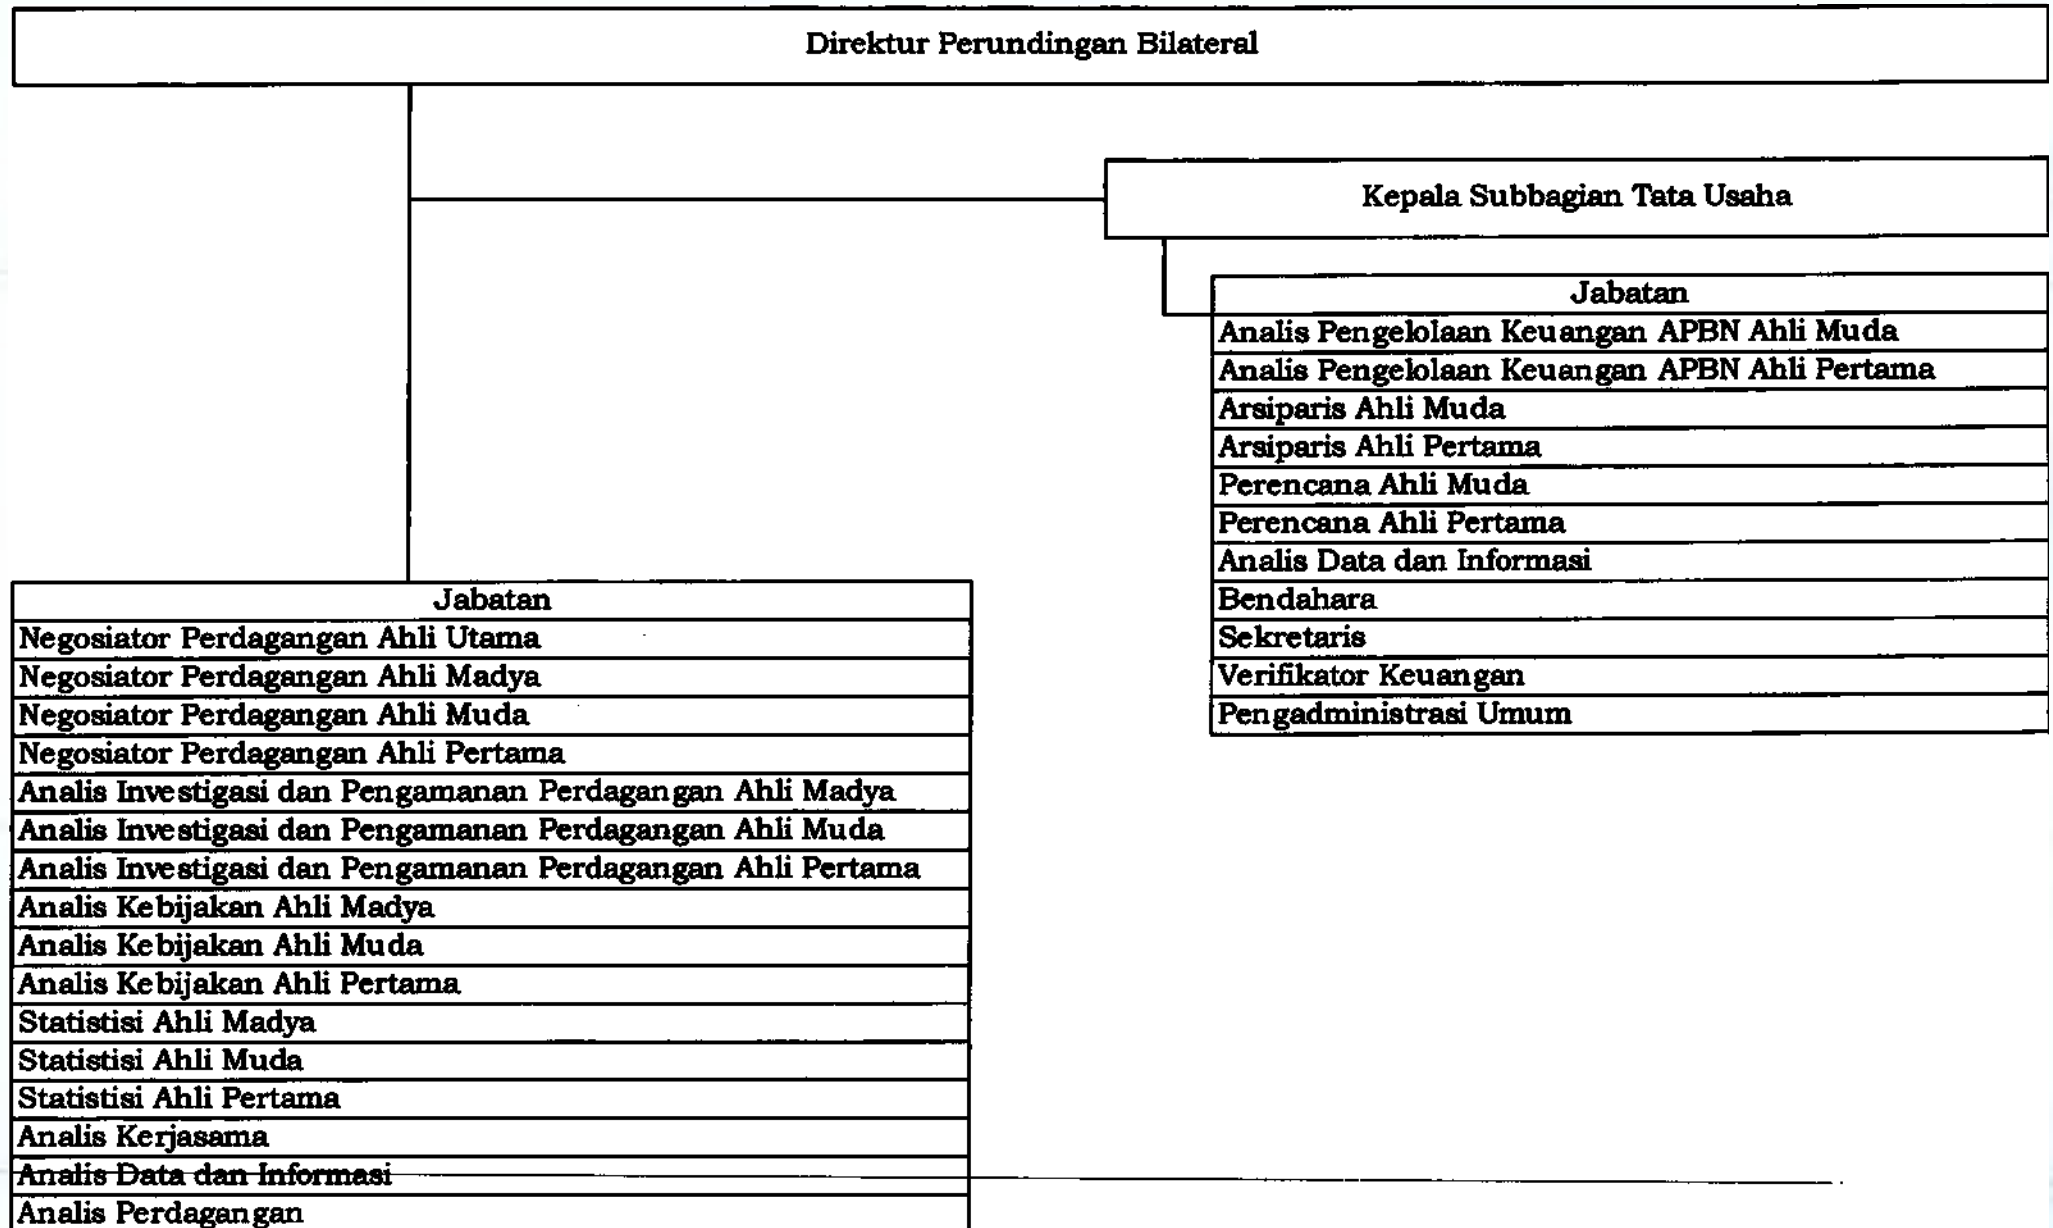 Direktur Perundingan Bilateral
Kepala Subbagian Tata Usaha
Jabatan
Analis Pengelolaan Keuangan APBN Ahli Muda
Analis Pengelolaan Keuangan APBN Ahli Pertama
Arsiparis Ahli Muda
Arsiparis Ahli Pertama
Perencana Ahli Muda
Perencana Ahli Pertama
Analis Data dan Informasi
Bendahara
Sekretaris
Verifikator Keuangan
Pengadministrasi Umum
Jabatan
Negosiator Perdagangan Ahli Utama
Negosiator Perdagangan Ahli Madya
Negosiator Perdagangan Ahli Muda
Negosiator Perdagangan Ahli Pertama
Analis Investigasi dan Pengamanan Perdagangan Ahli Madya
Analis Investigasi dan Pengamanan Perdagangan Ahli Muda
Analis Investigasi dan Pengamanan Perdagangan Ahli Pertama
Analis Kebijakan Ahli Madya
Analis Kebijakan Ahli Muda
Analis Kebijakan Ahli Pertama
Statistisi Ahli Madya
Statistisi Ahli Muda
Statistisi Ahli Pertama
Analis Kerjasama
Analis Data dan Informasi
Analis Perdagangan